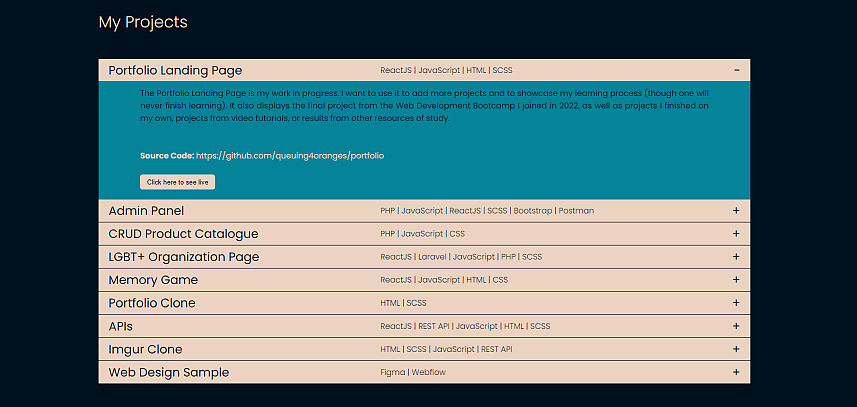 My Projects
Portfolio Landing Page ReactJS | JavaScript | HTML | SCSS -
The Portfolio Landing Page is my work in progress. I want to use it to add more projects and to showcase my learning process (though one will
never finish learning). It also displays the final project from the Web Development Bootcamp I joined in 2022, as well as projects I finished on
my own, projects from video tutorials, or results from other resources of study.
Source Code: https://github.com/queuing4oranges/portfolio
Click here to see live
Admin Panel PHP | JavaScript | ReactJS | SCSS | Bootstrap | Postman +
CRUD Product Catalogue PHP | JavaScript | CSS +
LGBT+ Organization Page ReactJS | Laravel | JavaScript | PHP | SCSS +
Memory Game ReactJS | JavaScript | HTML | CSS +
Portfolio Clone HTML | SCSS +
APIs ReactJS | REST API | JavaScript | HTML | SCSS +
Imgur Clone HTML | SCSS | JavaScript | REST API +
Web Design Sample Figma | Webflow +